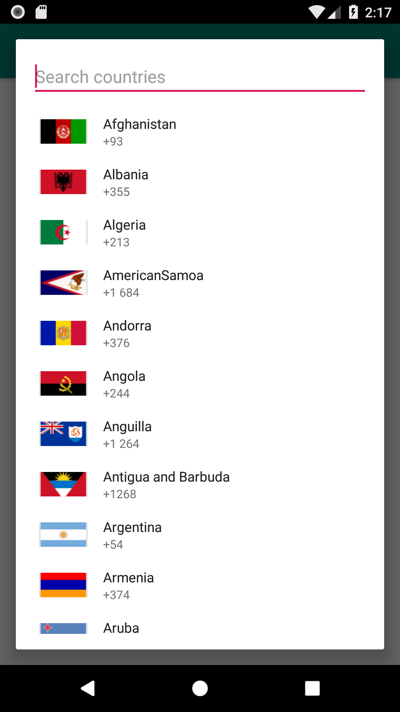 2:17
Search countries
Afghanistan
+93
Albania
+355
Algeria
+213
AmericanSamoa
+1 684
Andorra
+376
Angola
+244
Anguilla
+1 264
Antigua and Barbuda
+1268
Argentina
+54
Armenia
+374
Aruba